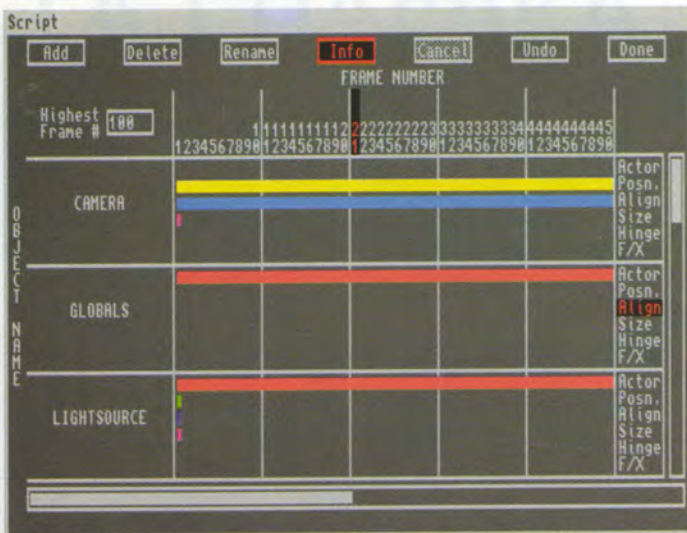 Script
Add Delete Rename Info Cancel Undo Done
FRAME NUMBER
Highest
Frame # 100
11111111112222222222333333333344444444445
12345678901234567890123456789012345678901234567890
OBJECT NAME
CAMERA
Actor
Posn.
Align
Size
Hinge
F/X
GLOBALS
Actor
Posn.
Align
Size
Hinge
F/X
LIGHTSOURCE
Actor
Posn.
Align
Size
Hinge
F/X